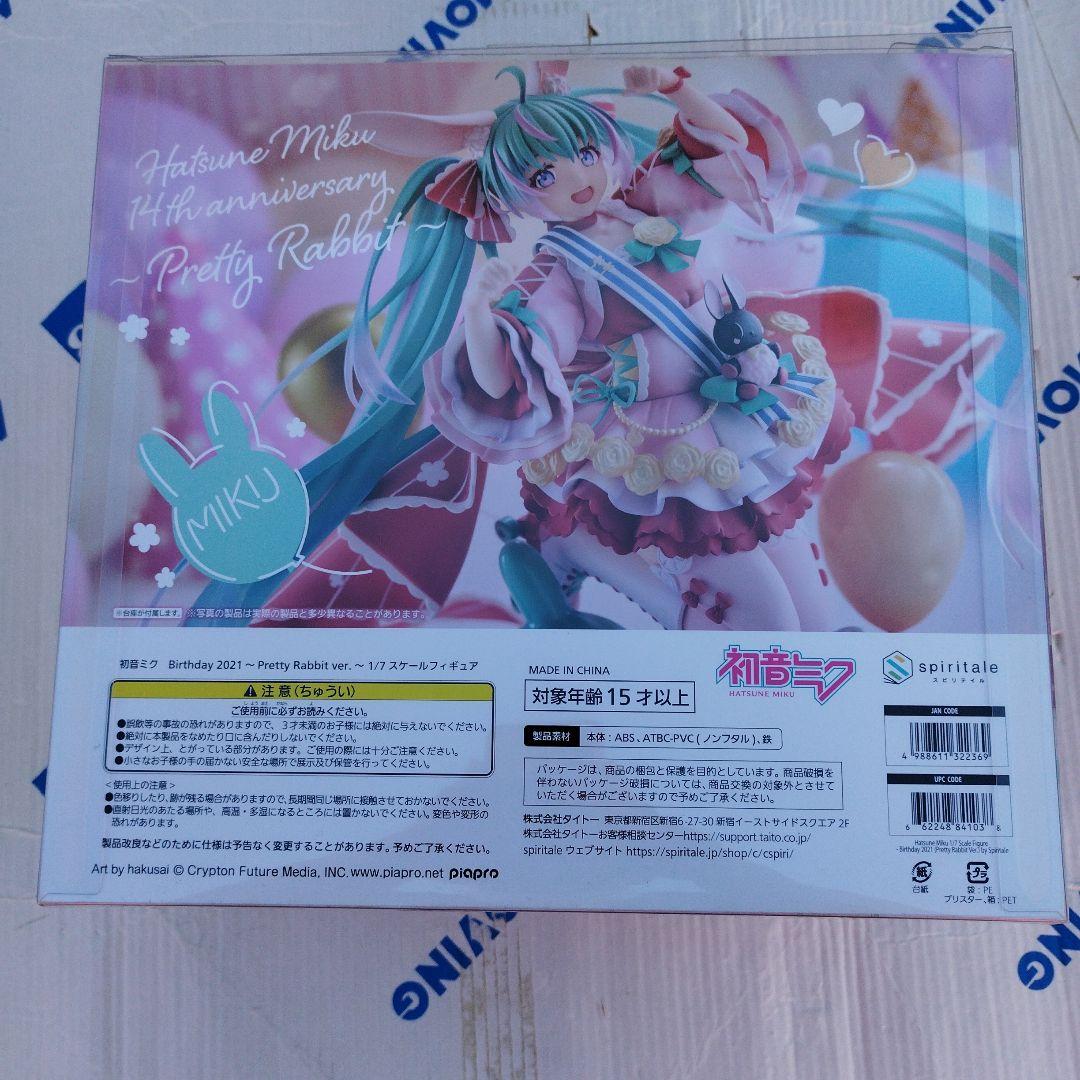 MOVING
Hatsune Miku
14th anniversary
~ Pretty Rabbit ~
MIKU
※台座が付属します。 ※写真の製品は実際の製品と多少異なることがあります。
初音ミク Birthday 2021～Pretty Rabbit ver.～ 1/7 スケールフィギュア
注意(ちゅうい)
ご使用前に必ずお読みください。
●誤飲等の事故の恐れがありますので、3才未満のお子様には絶対に与えないでください。
●絶対に本製品をなめたり口に含んだりしないでください。
●デザイン上、とがっている部分があります。ご使用の際には十分ご注意ください。
●小さなお子様の手の届かない安全な場所で展示及び保管を行ってください。
<使用上の注意>
●色移りしたり、跡が残る場合がありますので、長期間同じ場所に接触させておかないでください。
●直射日光のあたる場所や、高温・多湿になるところには置かないでください。変色や変形の
恐れがあります。
製品改良などのために仕様は予告なく変更することがあります。予めご了承ください。
Art by hakusai © Crypton Future Media, INC. www.piapro.net piapro
MADE IN CHINA
対象年齢 15 才以上
初音ミク
HATSUNE MIKU
spiritale
スピリテイル
製品素材 本体：ABS、ATBC-PVC(ノンフタル)、鉄
パッケージは、商品の梱包と保護を目的としています。商品破損を
伴わないパッケージ破損については、商品交換の対象外とさせて
いただく場合がございますので予めご了承ください。
株式会社タイトー 東京都新宿区新宿6-27-30 新宿イーストサイドスクエア 2F
株式会社タイトーお客様相談センターhttps://support.taito.co.jp/
spiritale ウェブサイト https://spiritale.jp/shop/c/cspiri/
JAN CODE
4 988611 322369
UPC CODE
6 62248 84103 8
Hatsune Miku 1/7 Scale Figure
- Birthday 2021 (Pretty Rabbit Ver.) by Spiritale
紙
台紙
プラ
袋：PE
ブリスター、箱：PET
MOVING
MOVING